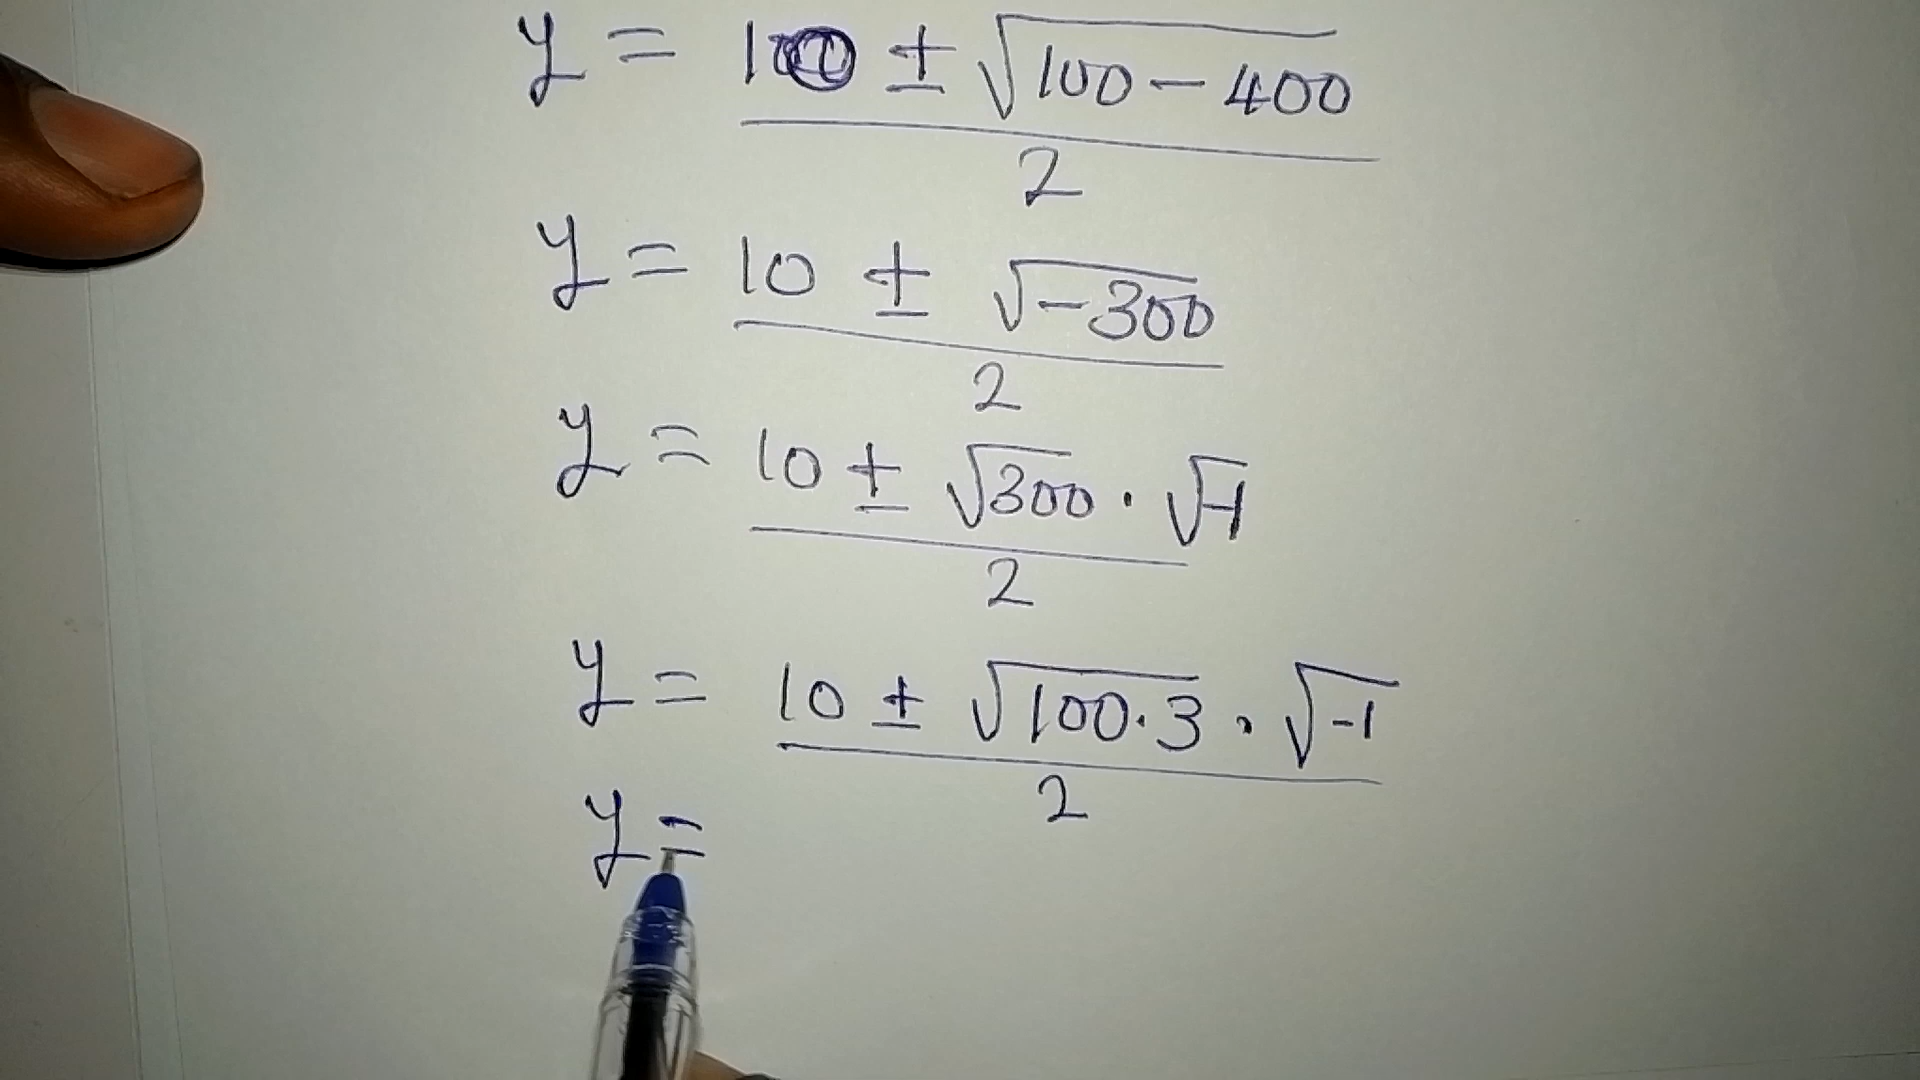 y = (10 ± √(100 - 400)) / 2
y = (10 ± √(-300)) / 2
y = (10 ± √300 · √-1) / 2
y = (10 ± √(100·3) · √-1) / 2
y =